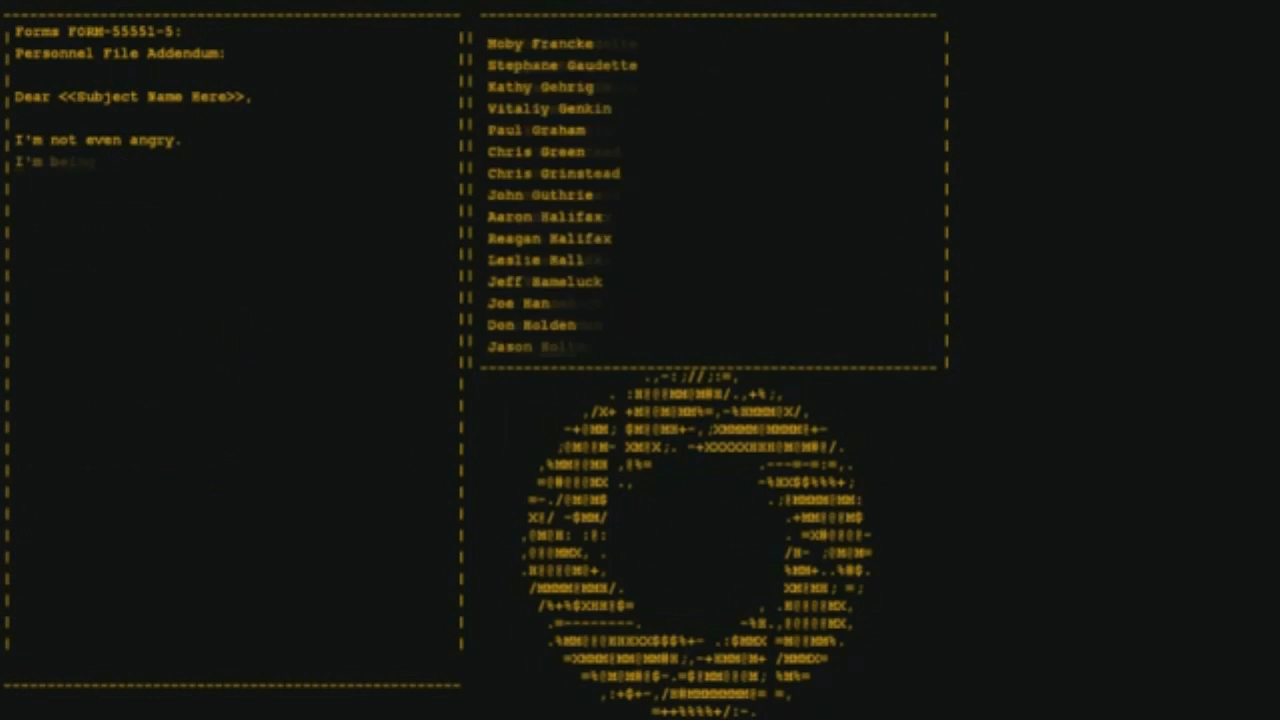 Forms FORM-55551-5:
Personnel File Addendum:
Dear <<Subject Name Here>>,
I'm not even angry.
I'm being
Moby Francke
Stephane Gaudette
Kathy Gehrig
Vitaliy Genkin
Paul Graham
Chris Green
Chris Grinstead
John Guthrie
Aaron Halifax
Reagan Halifax
Leslie Hall
Jeff Hameluck
Joe Han
Don Holden
Jason Holt